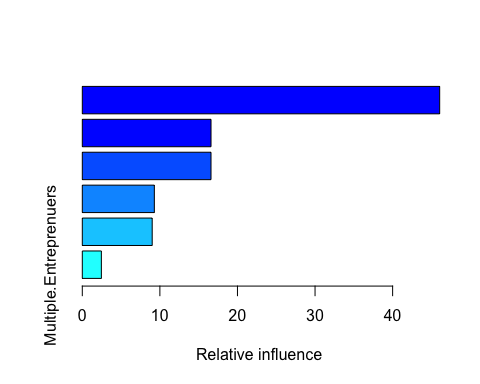 Multiple.Entreprenuers
0 10 20 30 40
Relative influence